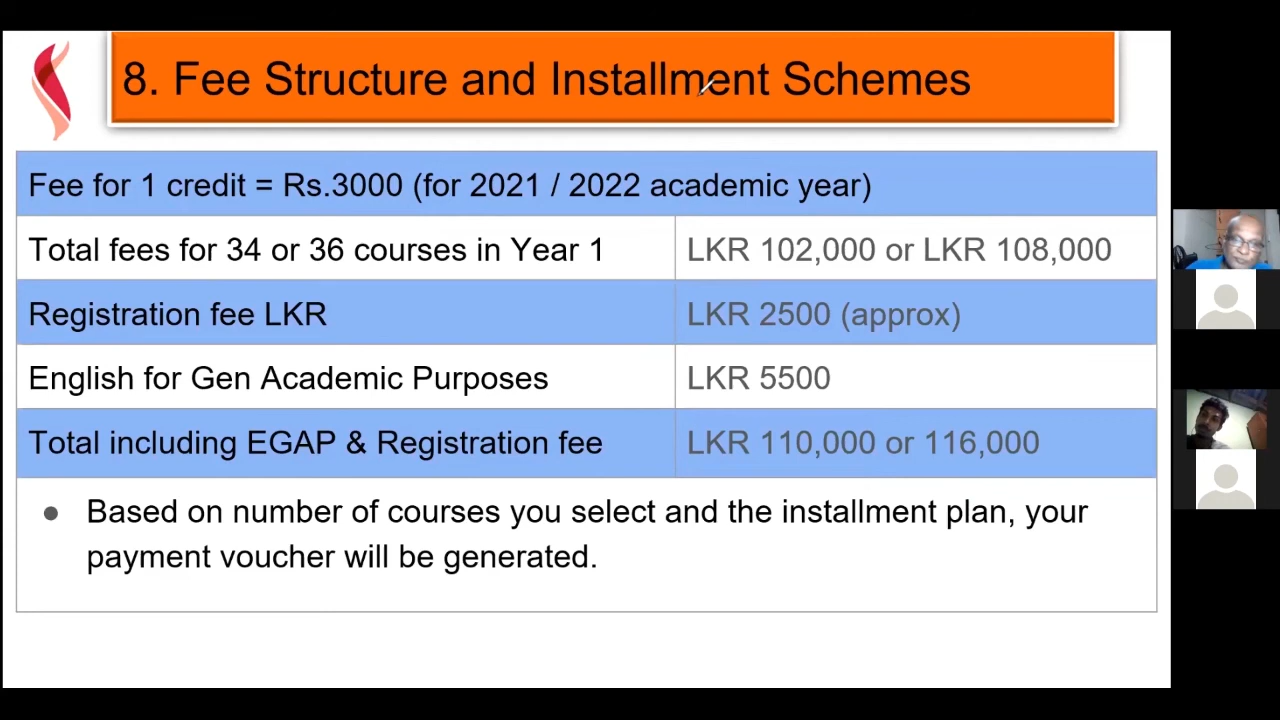 8. Fee Structure and Installment Schemes
Fee for 1 credit = Rs.3000 (for 2021 / 2022 academic year)
Total fees for 34 or 36 courses in Year 1 LKR 102,000 or LKR 108,000
Registration fee LKR LKR 2500 (approx)
English for Gen Academic Purposes LKR 5500
Total including EGAP & Registration fee LKR 110,000 or 116,000
● Based on number of courses you select and the installment plan, your
payment voucher will be generated.